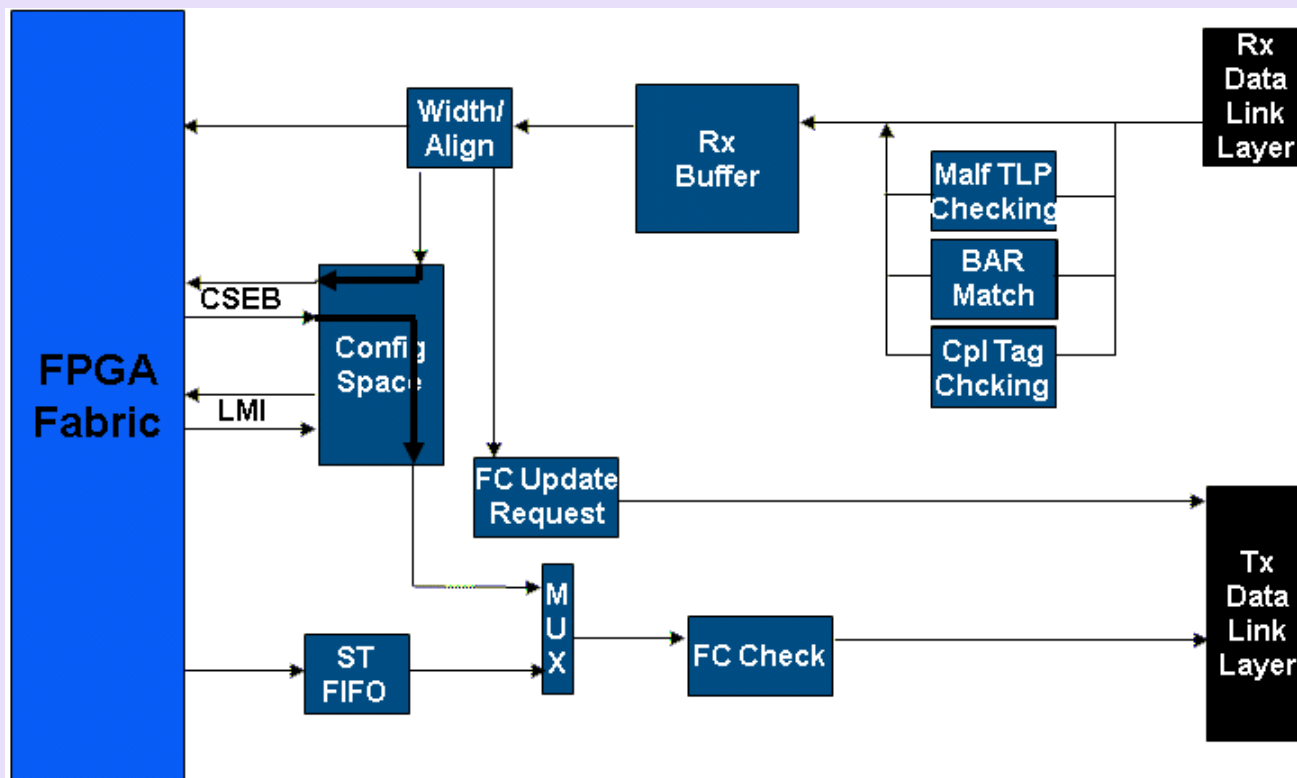 Rx
Data
Link
Layer
Width/
Align
Rx
Buffer
Malf TLP
Checking
BAR
Match
Cpl Tag
Chcking
CSEB
Config
Space
LMI
FPGA
Fabric
FC Update
Request
Tx
Data
Link
Layer
M
U
X
ST
FIFO
FC Check